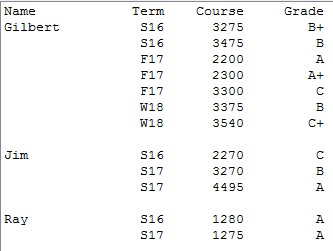 Name Term Course Grade
Gilbert S16 3275 B+
S16 3475 B
F17 2200 A
F17 2300 A+
F17 3300 C
W18 3375 B
W18 3540 C+
Jim S16 2270 C
S17 3270 B
S17 4495 A
Ray S16 1280 A
S17 1275 A